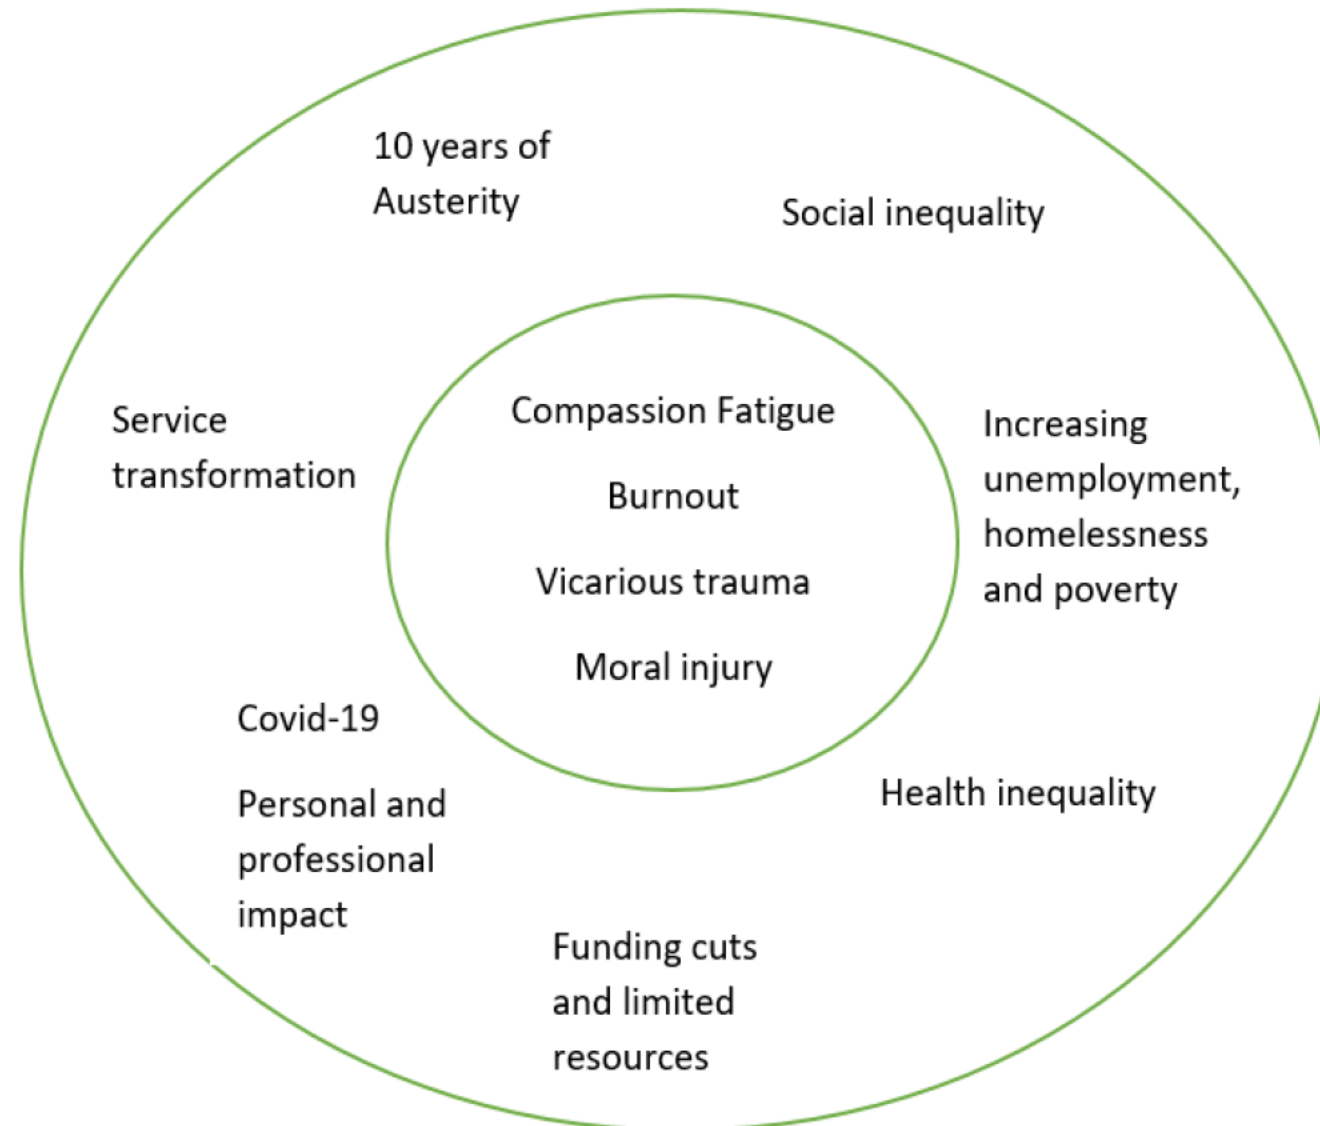 10 years of
Austerity
Social inequality
Service
transformation
Compassion Fatigue
Burnout
Vicarious trauma
Moral injury
Increasing
unemployment,
homelessness
and poverty
Covid-19
Personal and
professional
impact
Health inequality
Funding cuts
and limited
resources